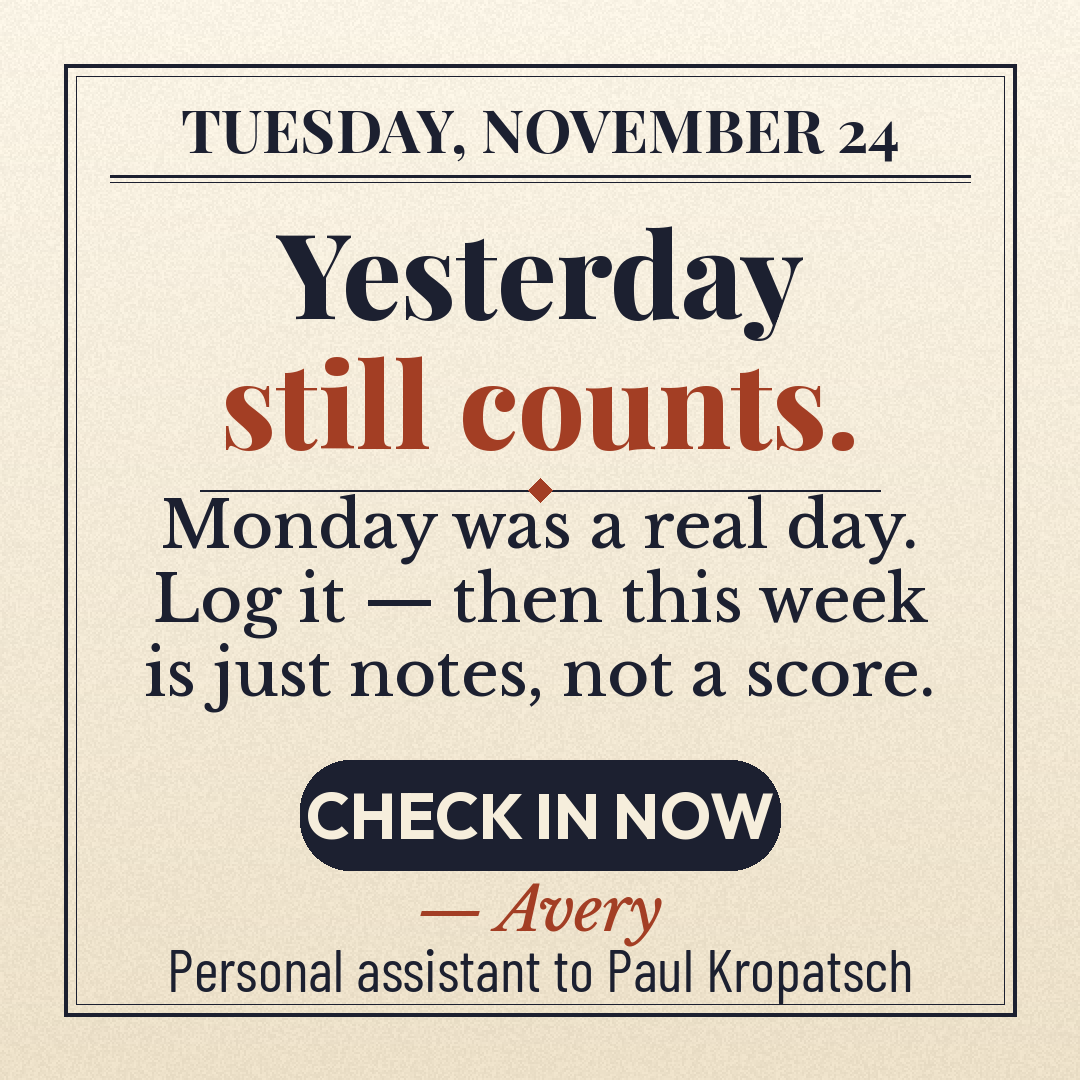 TUESDAY, NOVEMBER 24
Yesterday
still counts.
Monday was a real day.
Log it — then this week
is just notes, not a score.
CHECK IN NOW
— Avery
Personal assistant to Paul Kropatsch